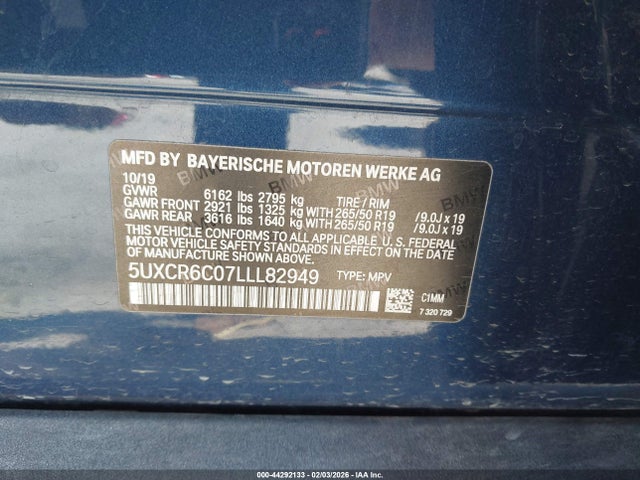 MFD BY BAYERISCHE MOTOREN WERKE AG
10/19
GVWR 6162 lbs 2795 kg TIRE / RIM
GAWR FRONT 2921 lbs 1325 kg WITH 265/50 R19 /9.0J x 19
GAWR REAR 3616 lbs 1640 kg WITH 265/50 R19 /9.0J x 19
THIS VEHICLE CONFORMS TO ALL APPLICABLE U.S. FEDERAL
MOTOR VEHICLE SAFETY STANDARDS IN EFFECT ON THE DATE
OF MANUFACTURE SHOWN ABOVE.
5UXCR6C07LLL82949 TYPE: MPV
C1MM
7 320 729
000-44292133 - 02/03/2026 - IAA Inc.